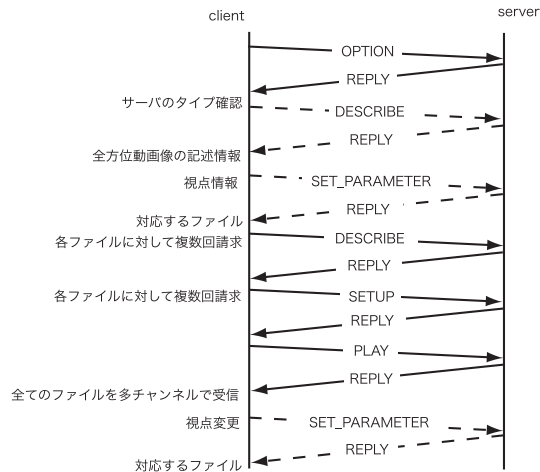 client
server
OPTION
REPLY
サーバのタイプ確認
DESCRIBE
REPLY
全方位動画像の記述情報
視点情報
SET_PARAMETER
REPLY
対応するファイル
各ファイルに対して複数回請求
DESCRIBE
REPLY
各ファイルに対して複数回請求
SETUP
REPLY
PLAY
REPLY
全てのファイルを多チャンネルで受信
視点変更
SET_PARAMETER
REPLY
対応するファイル